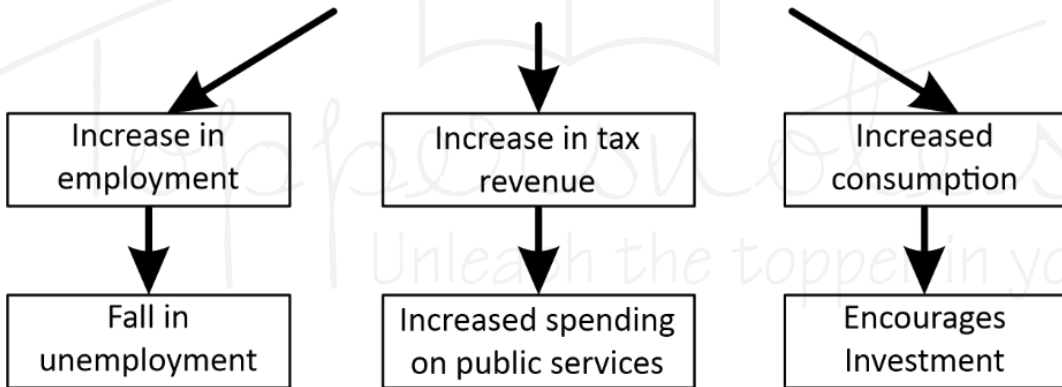 Increase in
employment
Increase in tax
revenue
Increased
consumption
Fall in
unemployment
Increased spending
on public services
Encourages
Investment
Toppersnotes
Unleash the topper in yo